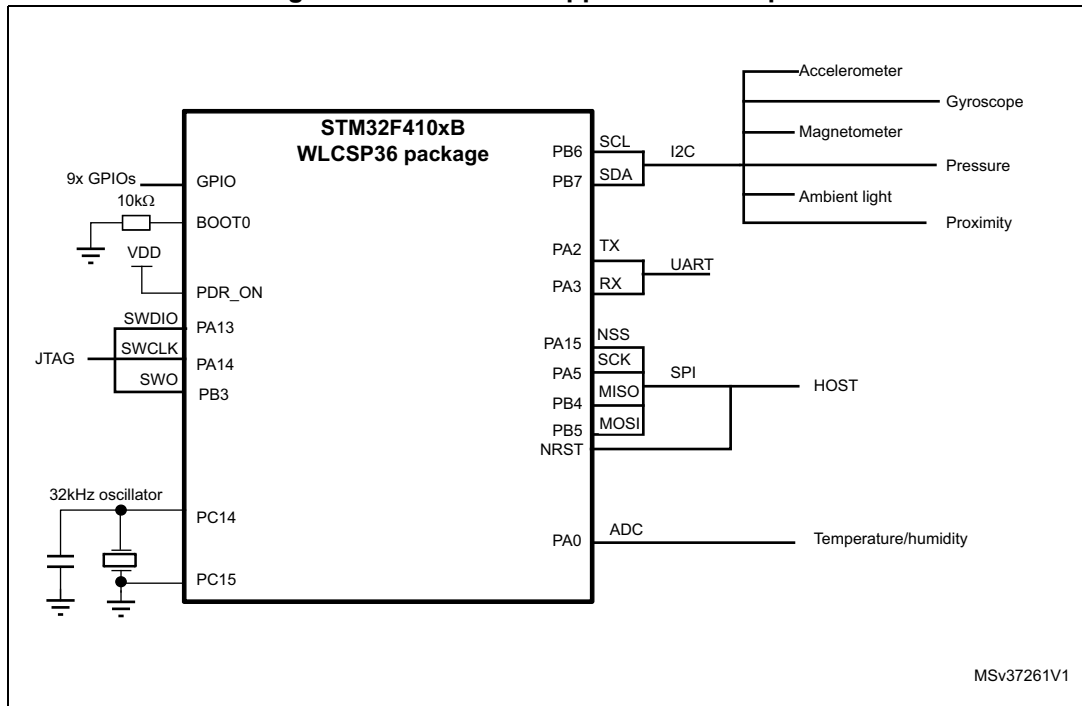 STM32F410xB
WLCSP36 package
9x GPIOs
GPIO
10kΩ
BOOT0
VDD
PDR_ON
SWDIO
PA13
JTAG
SWCLK
PA14
SWO
PB3
32kHz oscillator
PC14
PC15
PB6
SCL
I2C
PB7
SDA
Accelerometer
Gyroscope
Magnetometer
Pressure
Ambient light
Proximity
PA2
TX
UART
PA3
RX
PA15
NSS
PA5
SCK
SPI
HOST
PB4
MISO
PB5
MOSI
NRST
PA0
ADC
Temperature/humidity
MSv37261V1